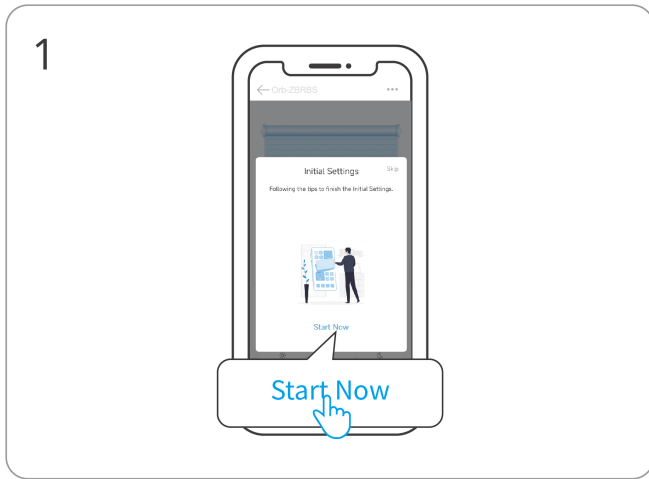 1
Orb-ZBRBS
Initial Settings
Skip
Following the tips to finish the Initial Settings.
Start Now
Start Now